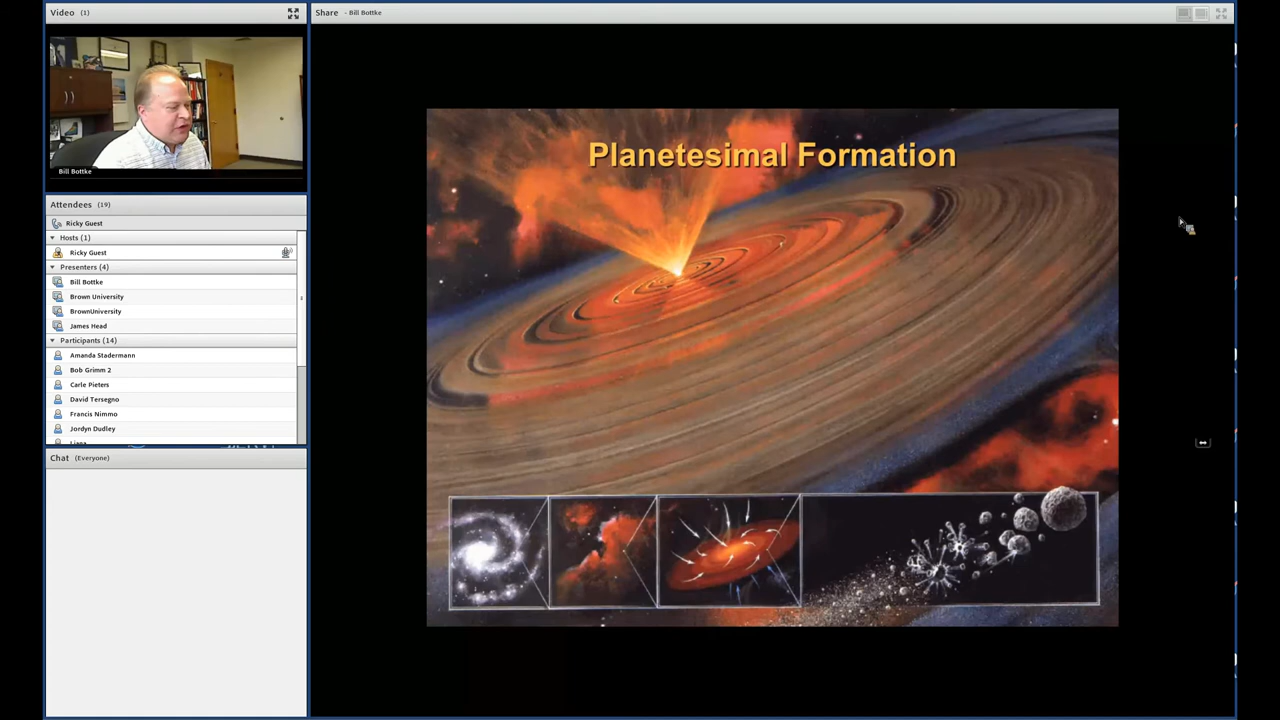 Video (1)
Bill Bottke
Attendees (19)
Ricky Guest
Hosts (1)
Ricky Guest
Presenters (4)
Bill Bottke
Brown University
BrownUniversity
James Head
Participants (14)
Amanda Stadermann
Bob Grimm 2
Carle Pieters
David Tersegno
Francis Nimmo
Jordyn Dudley
Chat (Everyone)
Share - Bill Bottke
Planetesimal Formation